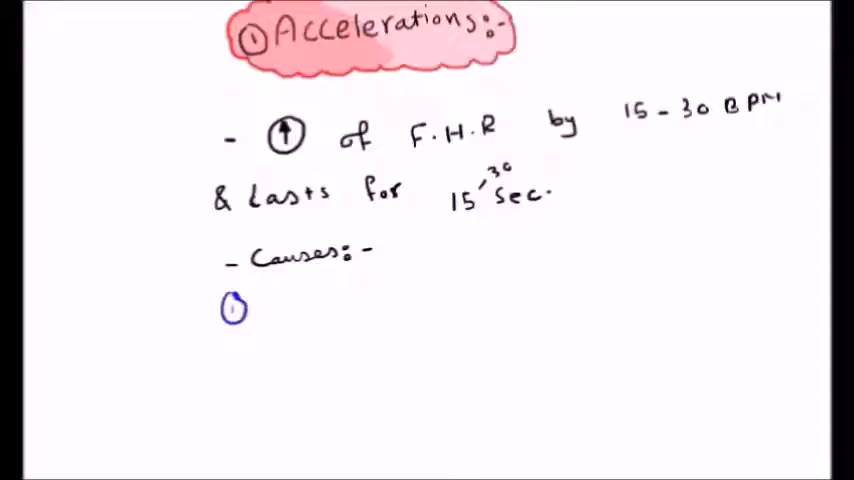 ① Accelerations:-
- ↑ of F.H.R by 15-30 BPM
& Lasts for 15-30 Sec.
- Causes:-
①